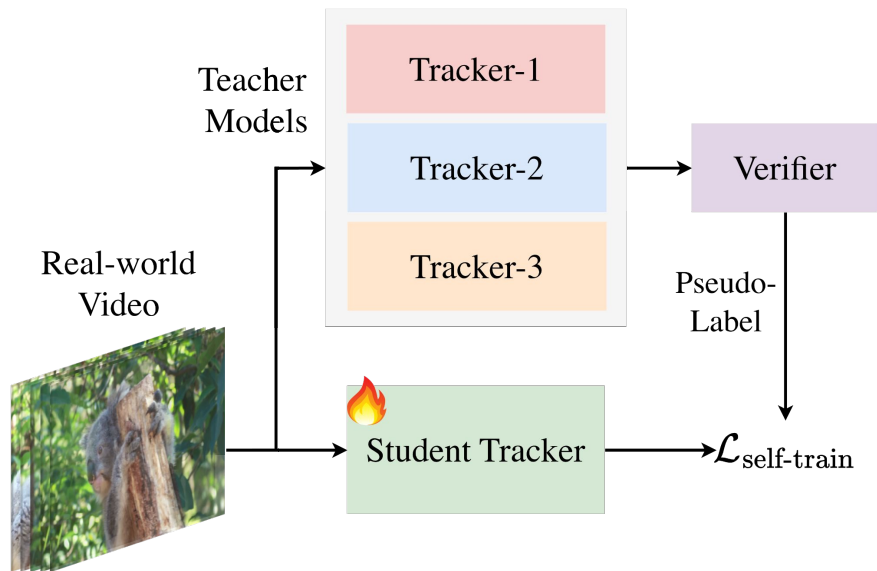 Teacher
Models
Tracker-1
Tracker-2
Tracker-3
Verifier
Real-world
Video
Pseudo-
Label
Student Tracker
ℒself-train